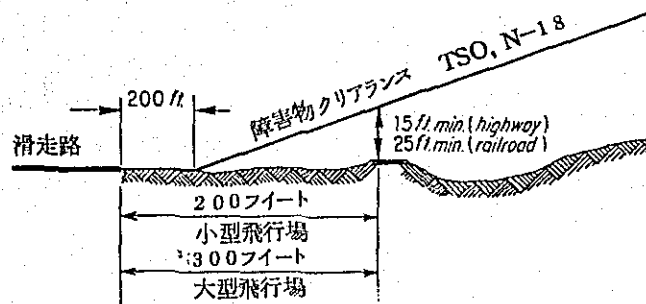 TSO, N-18
障害物クリアランス
200 ft.
15 ft. min. (highway)
25 ft. min. (railroad)
滑走路
200フイート
小型飛行場
300フイート
大型飛行場